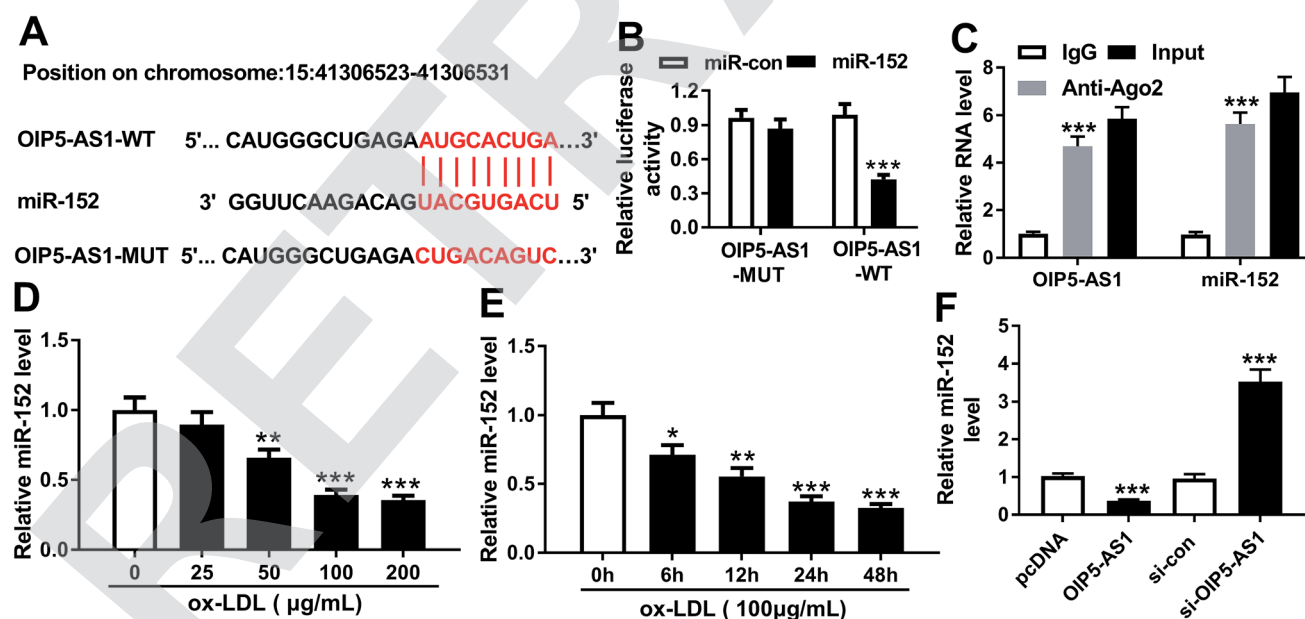 A
Position on chromosome:15:41306523-41306531
OIP5-AS1-WT 5'... CAUGGGCUGAGAAUGCACUGA...3'
miR-152 3' GGUUCAAGACAGUACGUGACU 5'
OIP5-AS1-MUT 5'... CAUGGGCUGAGACUGACAGUC...3'
B
miR-con miR-152
Relative luciferase
activity
1.2
0.9
0.6
0.3
0.0
***
OIP5-AS1
-MUT
OIP5-AS1
-WT
C
IgG Input
Anti-Ago2
Relative RNA level
8
6
4
2
0
***
***
OIP5-AS1 miR-152
D
Relative miR-152 level
1.5
1.0
0.5
0.0
**
***
***
0 25 50 100 200
ox-LDL ( μg/mL)
E
Relative miR-152 level
1.5
1.0
0.5
0.0
*
**
***
***
0h 6h 12h 24h 48h
ox-LDL ( 100μg/mL)
F
Relative miR-152
level
5
4
3
2
1
0
***
***
pcDNA
OIP5-AS1
si-con
si-OIP5-AS1